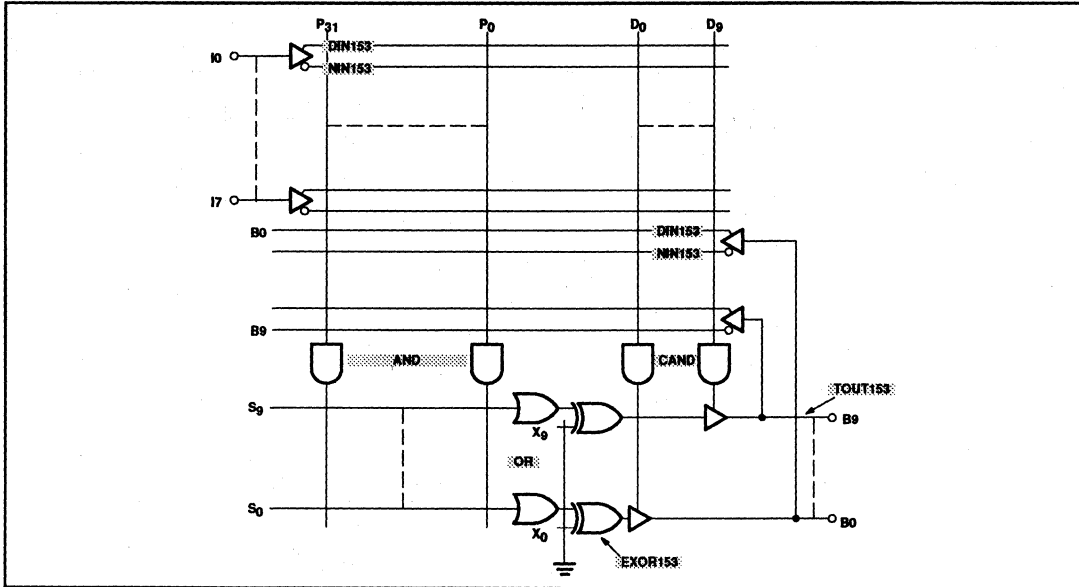 P31 P0 D0 D9
I0 DIN153
NIN153
I7
B0 DIN153
NIN153
B9
AND CAND
TOUT153
S9 B9
X9
OR
S0 B0
X0
EXOR153